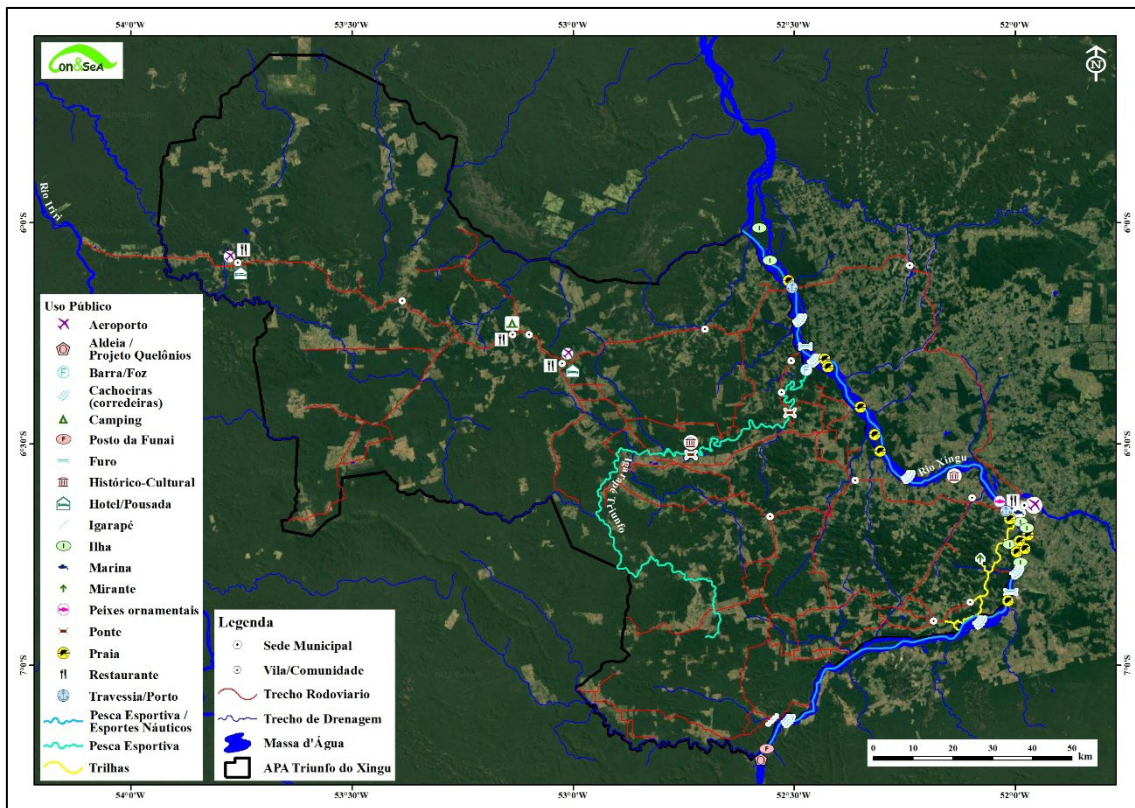 54°0'W 53°30'W 53°0'W 52°30'W 52°0'W
on&SeA
N
6°0'S 6°0'S
Rio Iriri
Uso Público
Aeroporto
Aldeia /
Projeto Quelônios
F Barra/Foz
Cachoeiras
(corredeiras)
Camping
F Posto da Funai
Furo
Histórico-Cultural
Hotel/Pousada
Igarapé
I Ilha
Marina
Mirante
Peixes ornamentais
Ponte
Praia
Restaurante
Travessia/Porto
Pesca Esportiva /
Esportes Náuticos
Pesca Esportiva
Trilhas
Legenda
Sede Municipal
Vila/Comunidade
Trecho Rodoviario
Trecho de Drenagem
Massa d'Água
APA Triunfo do Xingu
Igarapé Triunfo
Rio Xingu
6°30'S 6°30'S
7°0'S 7°0'S
0 10 20 30 40 50
km
54°0'W 53°30'W 53°0'W 52°30'W 52°0'W